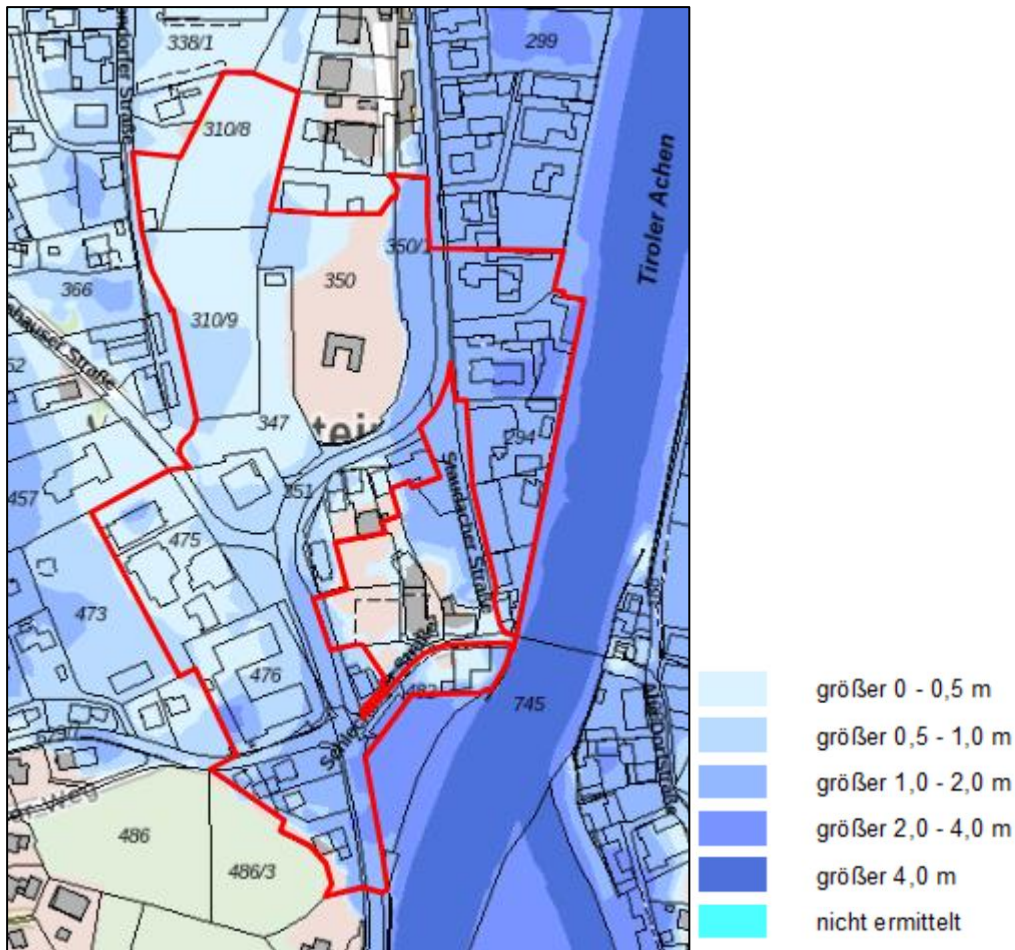 338/1
299
310/8
Tiroler Achen
350/1
350
366
310/9
347
294
Staudacher Straße
457
475
473
476
482
745
486
486/3
größer 0 - 0,5 m
größer 0,5 - 1,0 m
größer 1,0 - 2,0 m
größer 2,0 - 4,0 m
größer 4,0 m
nicht ermittelt